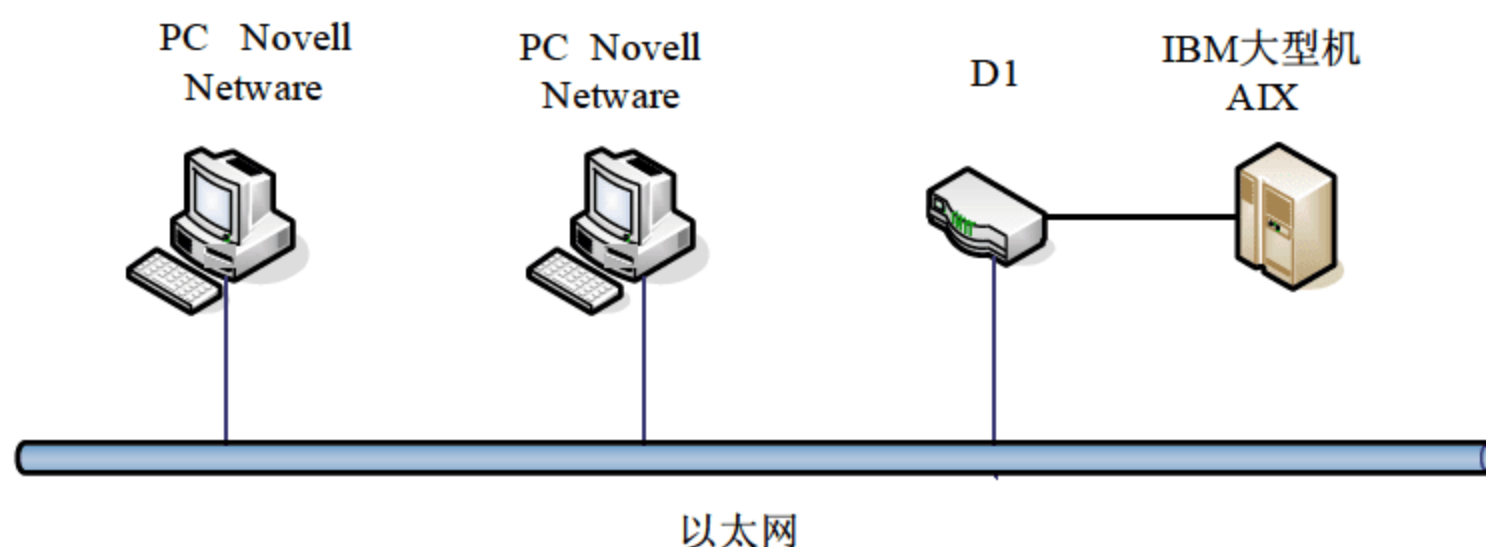 PC Novell
Netware
PC Novell
Netware
D1
IBM大型机
AIX
以太网